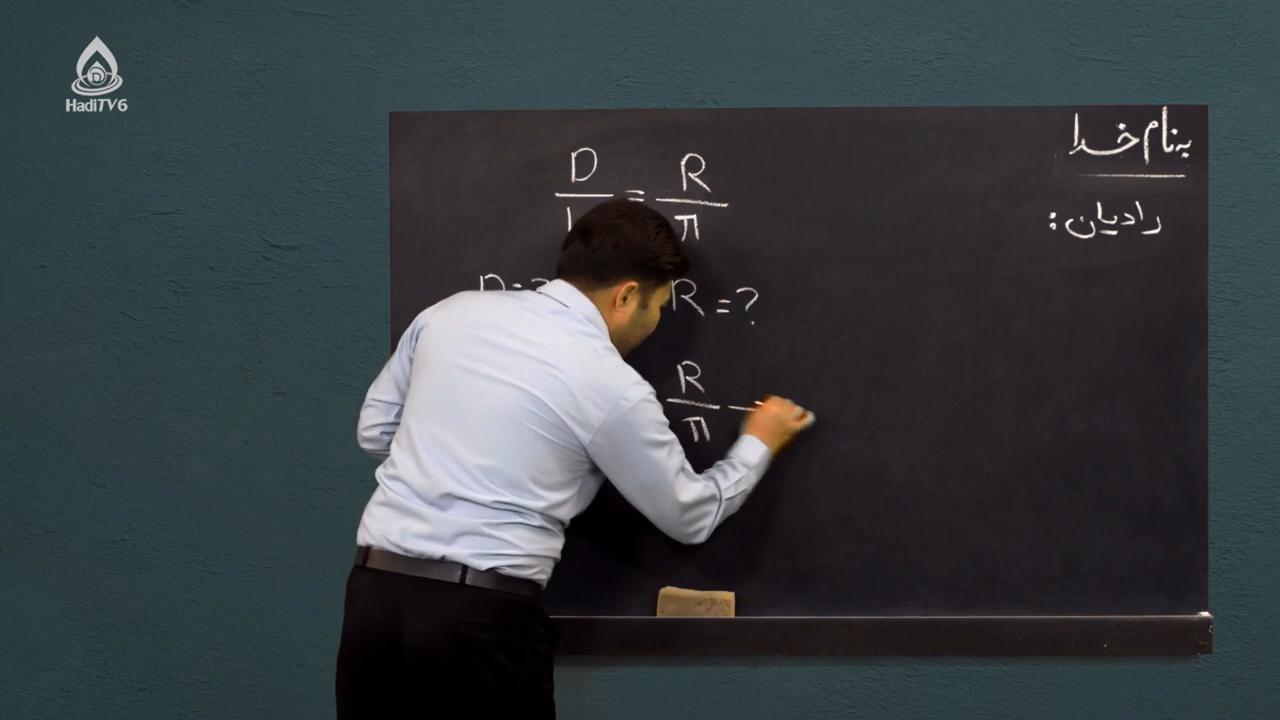 HadiTV6
به نام خدا
رادیان:
D = R
π
R = ?
R
π